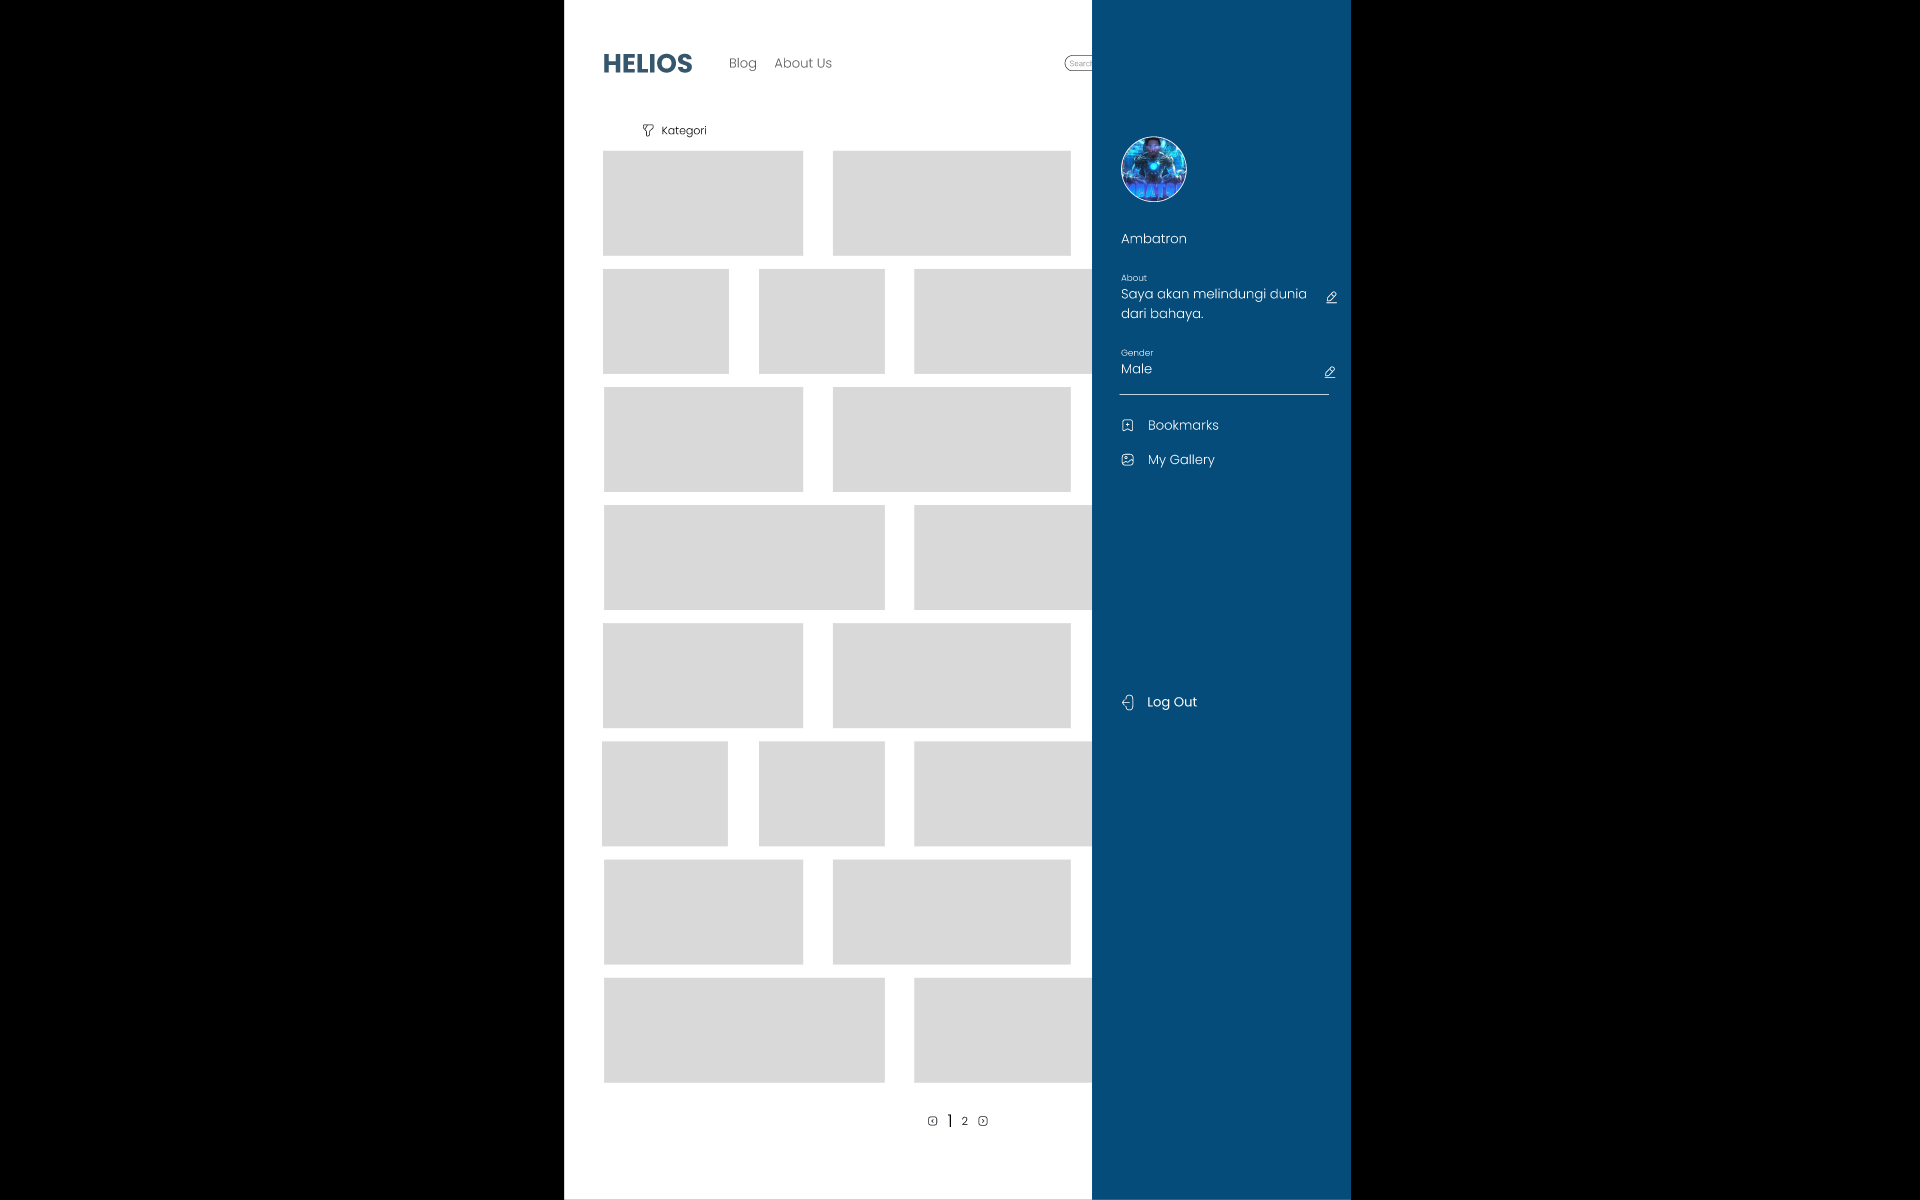 HELIOS
Blog
About Us
Kategori
Ambatron
About
Saya akan melindungi dunia
dari bahaya.
Gender
Male
Bookmarks
My Gallery
Log Out
1
2